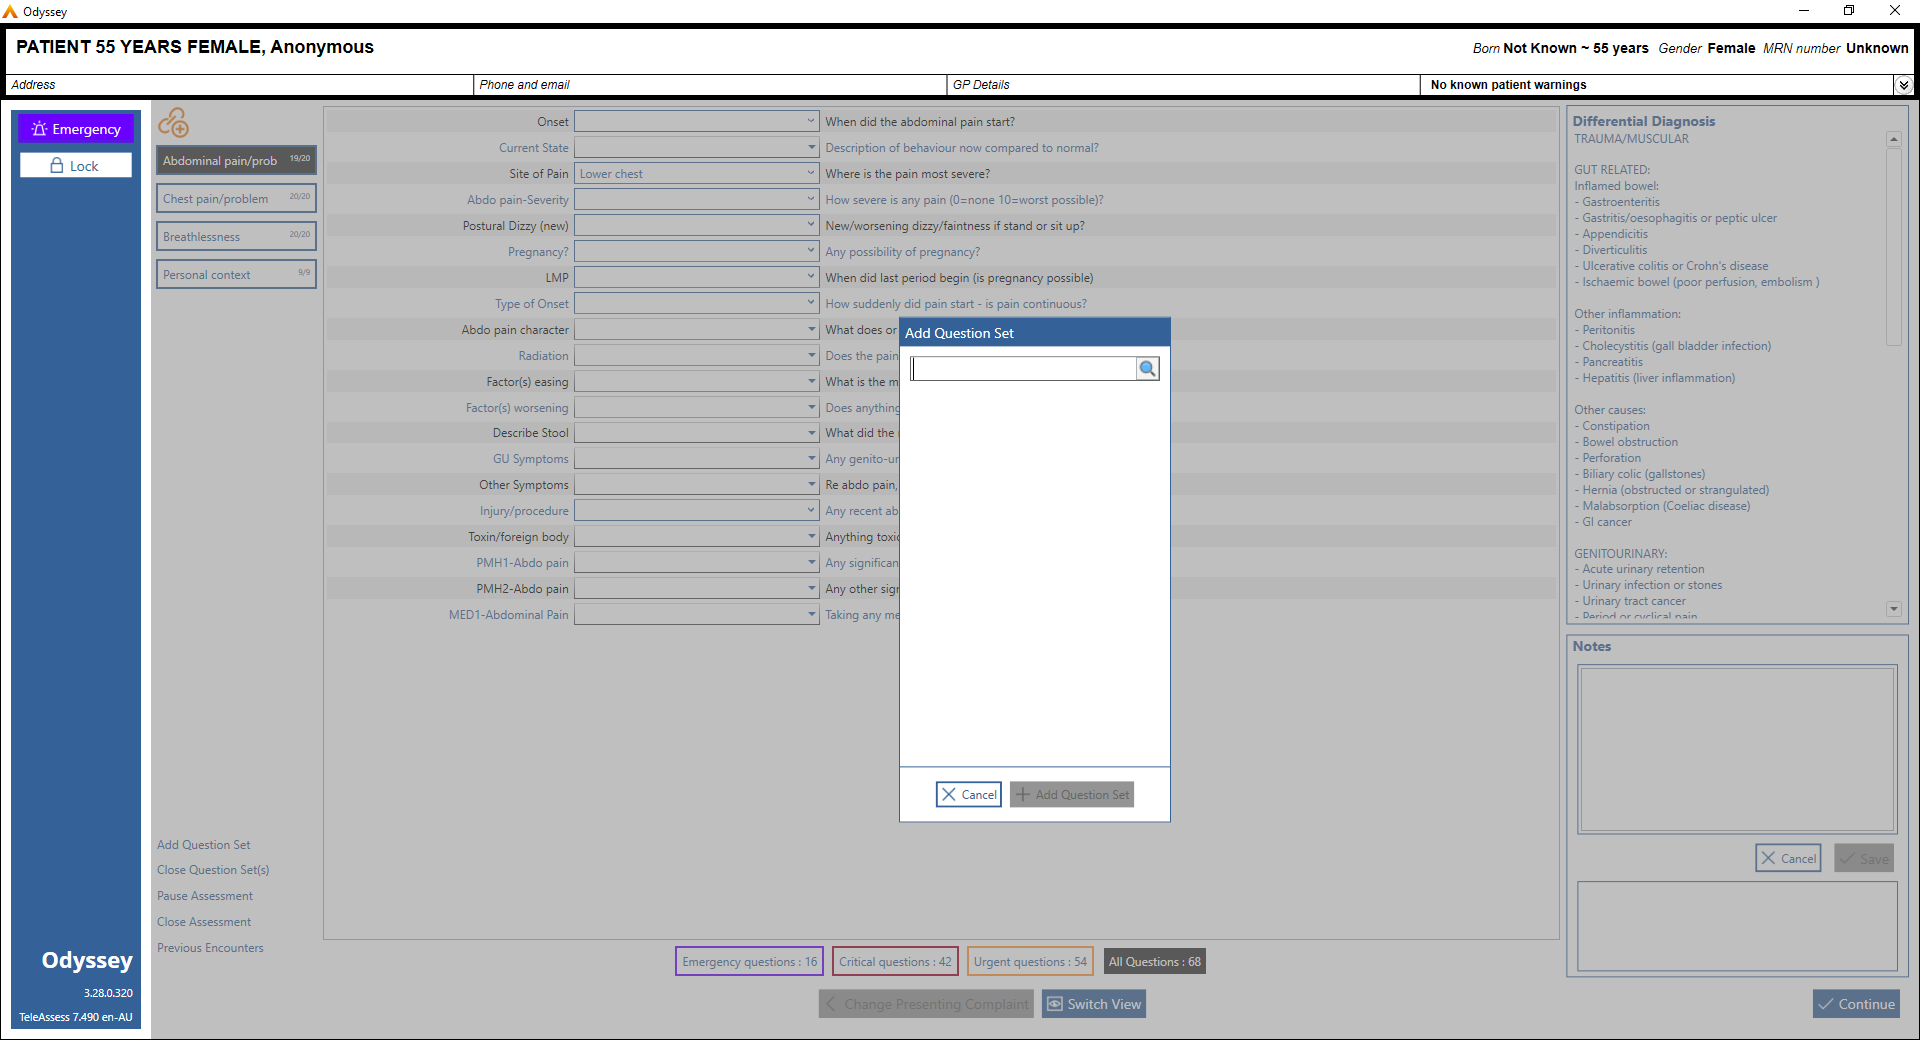 Odyssey
PATIENT 55 YEARS FEMALE, Anonymous
Born Not Known ~ 55 years Gender Female MRN number Unknown
Address
Phone and email
GP Details
No known patient warnings
Emergency
Lock
Abdominal pain/prob 19/20
Chest pain/problem 20/20
Breathlessness 20/20
Personal context 9/9
Onset When did the abdominal pain start?
Current State Description of behaviour now compared to normal?
Site of Pain Lower chest Where is the pain most severe?
Abdo pain-Severity How severe is any pain (0=none 10=worst possible)?
Postural Dizzy (new) New/worsening dizzy/faintness if stand or sit up?
Pregnancy? Any possibility of pregnancy?
LMP When did last period begin (is pregnancy possible)
Type of Onset How suddenly did pain start - is pain continuous?
Abdo pain character What does or
Radiation Does the pain
Factor(s) easing What is the m
Factor(s) worsening Does anything
Describe Stool What did the
GU Symptoms Any genito-ur
Other Symptoms Re abdo pain,
Injury/procedure Any recent ab
Toxin/foreign body Anything toxi
PMH1-Abdo pain Any significan
PMH2-Abdo pain Any other sig
MED1-Abdominal Pain Taking any me
Add Question Set
Cancel
Add Question Set
Differential Diagnosis
TRAUMA/MUSCULAR
GUT RELATED:
Inflamed bowel:
- Gastroenteritis
- Gastritis/oesophagitis or peptic ulcer
- Appendicitis
- Diverticulitis
- Ulcerative colitis or Crohn's disease
- Ischaemic bowel (poor perfusion, embolism )
Other inflammation:
- Peritonitis
- Cholecystitis (gall bladder infection)
- Pancreatitis
- Hepatitis (liver inflammation)
Other causes:
- Constipation
- Bowel obstruction
- Perforation
- Biliary colic (gallstones)
- Hernia (obstructed or strangulated)
- Malabsorption (Coeliac disease)
- GI cancer
GENITOURINARY:
- Acute urinary retention
- Urinary infection or stones
- Urinary tract cancer
- Period or cyclical pain
Notes
Cancel
Save
Add Question Set
Close Question Set(s)
Pause Assessment
Close Assessment
Previous Encounters
Odyssey
3.28.0.320
TeleAssess 7.490 en-AU
Emergency questions : 16
Critical questions : 42
Urgent questions : 54
All Questions : 68
Change Presenting Complaint
Switch View
Continue